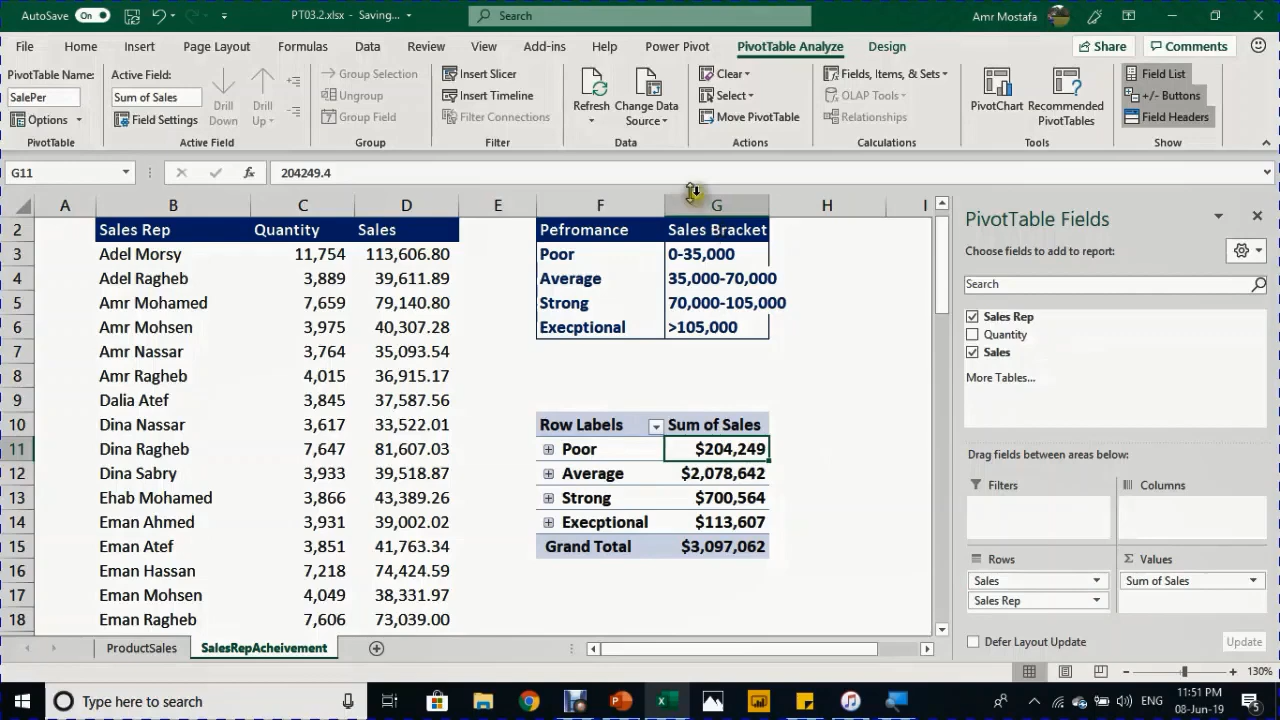 AutoSave On PT03.2.xlsx - Saving... Search Amr Mostafa
File Home Insert Page Layout Formulas Data Review View Add-ins Help Power Pivot PivotTable Analyze Design Share Comments
PivotTable Name: Active Field: Group Selection Insert Slicer Clear Fields, Items, & Sets Field List
SalePer Sum of Sales Drill Down Drill Up Ungroup Insert Timeline Refresh Change Data Source Select OLAP Tools PivotChart Recommended PivotTables +/- Buttons
Options Field Settings Group Field Filter Connections Move PivotTable Relationships Field Headers
PivotTable Active Field Group Filter Data Actions Calculations Tools Show
G11 fx 204249.4
A B C D E F G H I
2 Sales Rep Quantity Sales Pefromance Sales Bracket
3 Adel Morsy 11,754 113,606.80 Poor 0-35,000
4 Adel Ragheb 3,889 39,611.89 Average 35,000-70,000
5 Amr Mohamed 7,659 79,140.80 Strong 70,000-105,000
6 Amr Mohsen 3,975 40,307.28 Execptional >105,000
7 Amr Nassar 3,764 35,093.54
8 Amr Ragheb 4,015 36,915.17
9 Dalia Atef 3,845 37,587.56
10 Dina Nassar 3,617 33,522.01 Row Labels Sum of Sales
11 Dina Ragheb 7,647 81,607.03 Poor $204,249
12 Dina Sabry 3,933 39,518.87 Average $2,078,642
13 Ehab Mohamed 3,866 43,389.26 Strong $700,564
14 Eman Ahmed 3,931 39,002.02 Execptional $113,607
15 Eman Atef 3,851 41,763.34 Grand Total $3,097,062
16 Eman Hassan 7,218 74,424.59
17 Eman Mohsen 4,049 38,331.97
18 Eman Ragheb 7,606 73,039.00
PivotTable Fields
Choose fields to add to report:
Search
Sales Rep
Quantity
Sales
More Tables...
Drag fields between areas below:
Filters Columns
Rows Σ Values
Sales Sum of Sales
Sales Rep
Defer Layout Update Update
ProductSales SalesRepAcheivement
130%
Type here to search ENG 11:51 PM
08-Jun-19 5